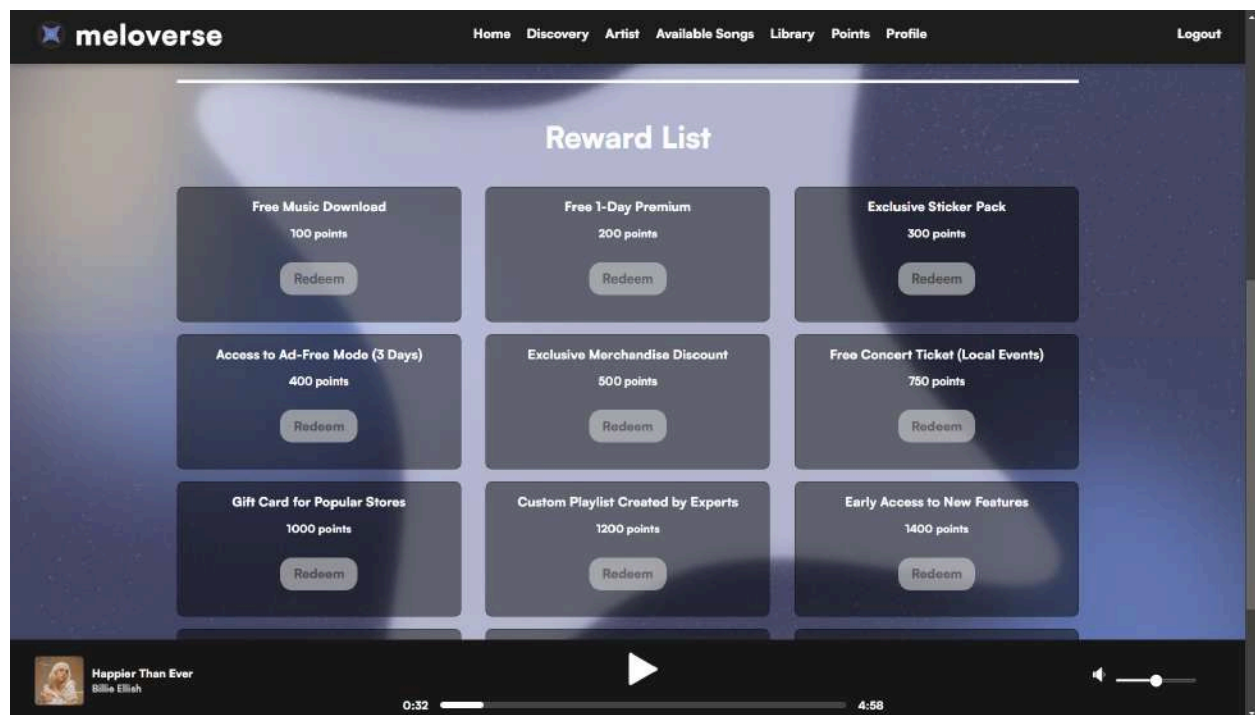 meloverse
Home Discovery Artist Available Songs Library Points Profile Logout
Reward List
Free Music Download
100 points
Redeem
Free 1-Day Premium
200 points
Redeem
Exclusive Sticker Pack
300 points
Redeem
Access to Ad-Free Mode (3 Days)
400 points
Redeem
Exclusive Merchandise Discount
500 points
Redeem
Free Concert Ticket (Local Events)
750 points
Redeem
Gift Card for Popular Stores
1000 points
Redeem
Custom Playlist Created by Experts
1200 points
Redeem
Early Access to New Features
1400 points
Redeem
Happier Than Ever
Billie Ellish
0:32
4:58